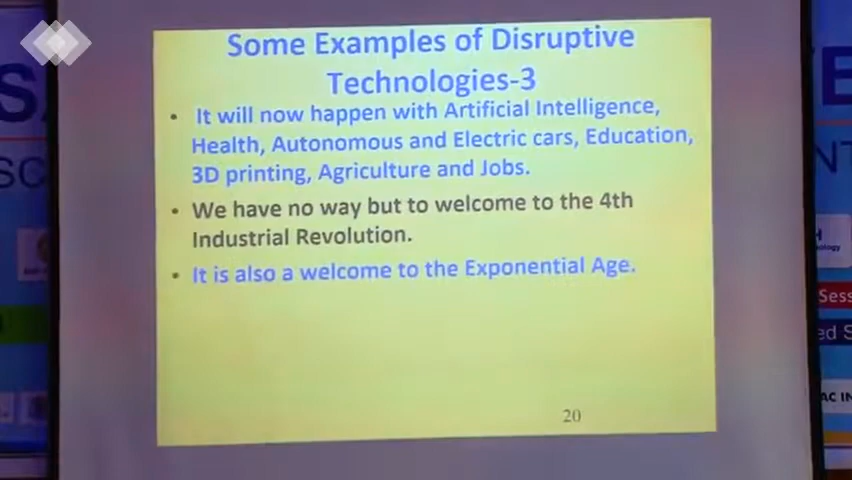 Some Examples of Disruptive
Technologies-3
• It will now happen with Artificial Intelligence,
Health, Autonomous and Electric cars, Education,
3D printing, Agriculture and Jobs.
• We have no way but to welcome to the 4th
Industrial Revolution.
• It is also a welcome to the Exponential Age.
20